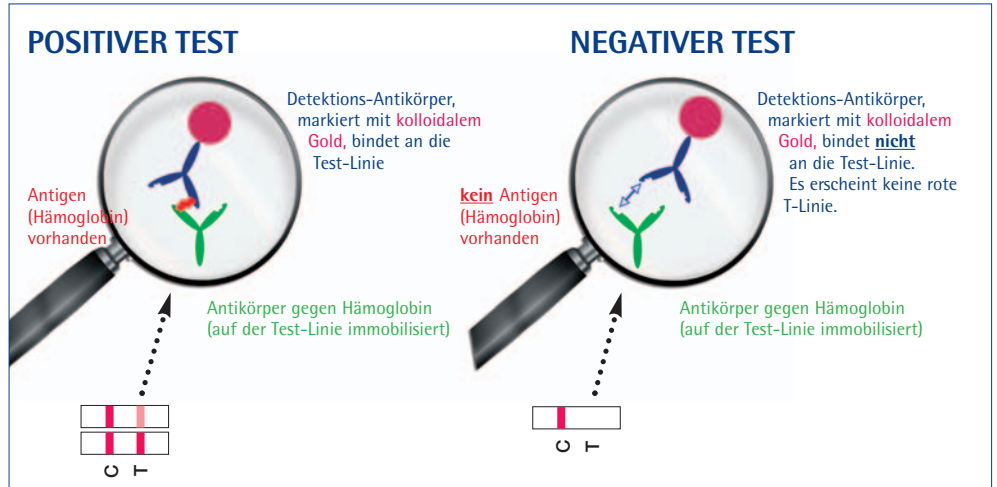 POSITIVER TEST
Detektions-Antikörper,
markiert mit kolloidalem
Gold, bindet an die
Test-Linie
Antigen
(Hämoglobin)
vorhanden
Antikörper gegen Hämoglobin
(auf der Test-Linie immobilisiert)
C
T
NEGATIVER TEST
Detektions-Antikörper,
markiert mit kolloidalem
Gold, bindet nicht
an die Test-Linie.
Es erscheint keine rote
T-Linie.
kein Antigen
(Hämoglobin)
vorhanden
Antikörper gegen Hämoglobin
(auf der Test-Linie immobilisiert)
C
T